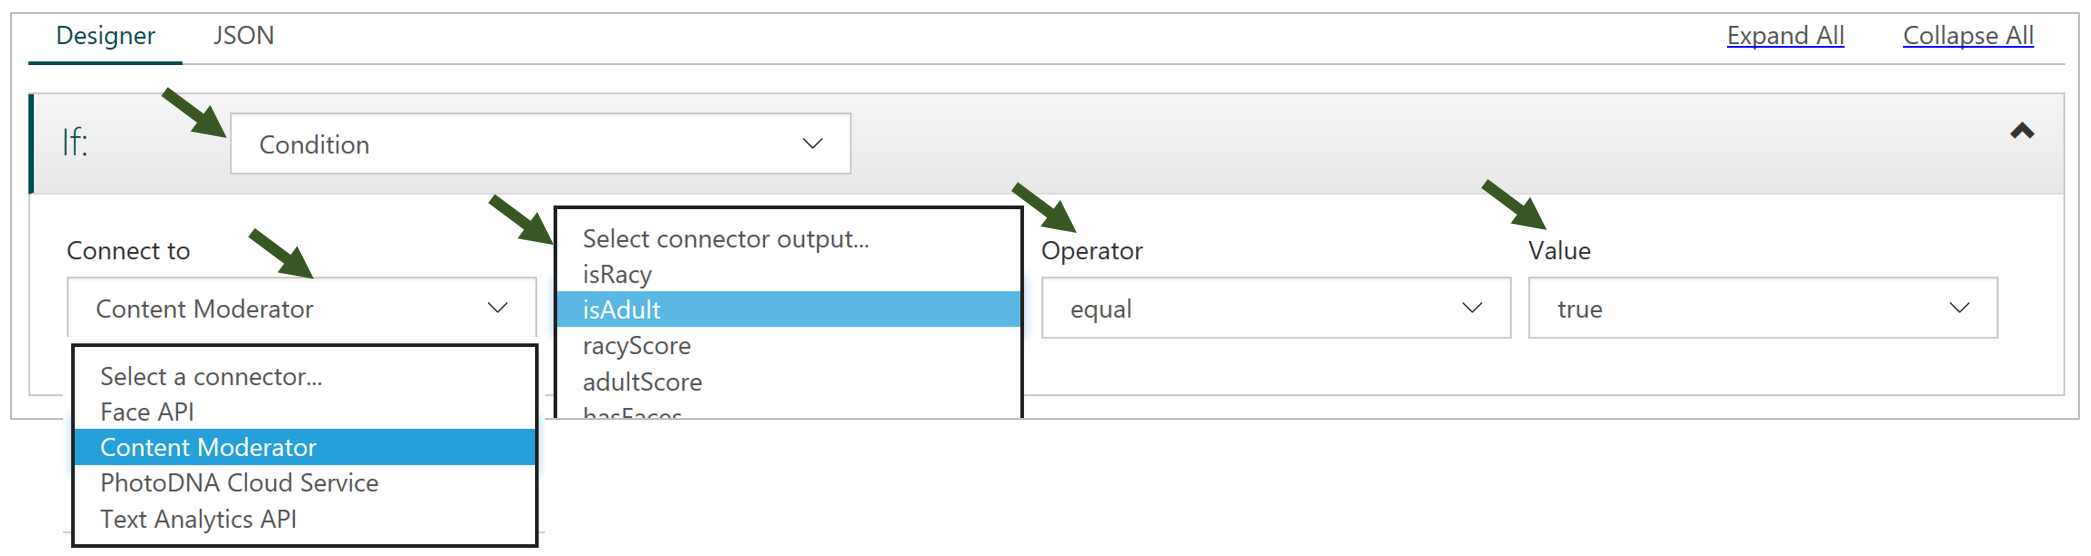 Designer JSON Expand All Collapse All
If: Condition
Connect to
Content Moderator
Select a connector...
Face API
Content Moderator
PhotoDNA Cloud Service
Text Analytics API
Select connector output...
isRacy
isAdult
racyScore
adultScore
hasFaces
Operator
equal
Value
true